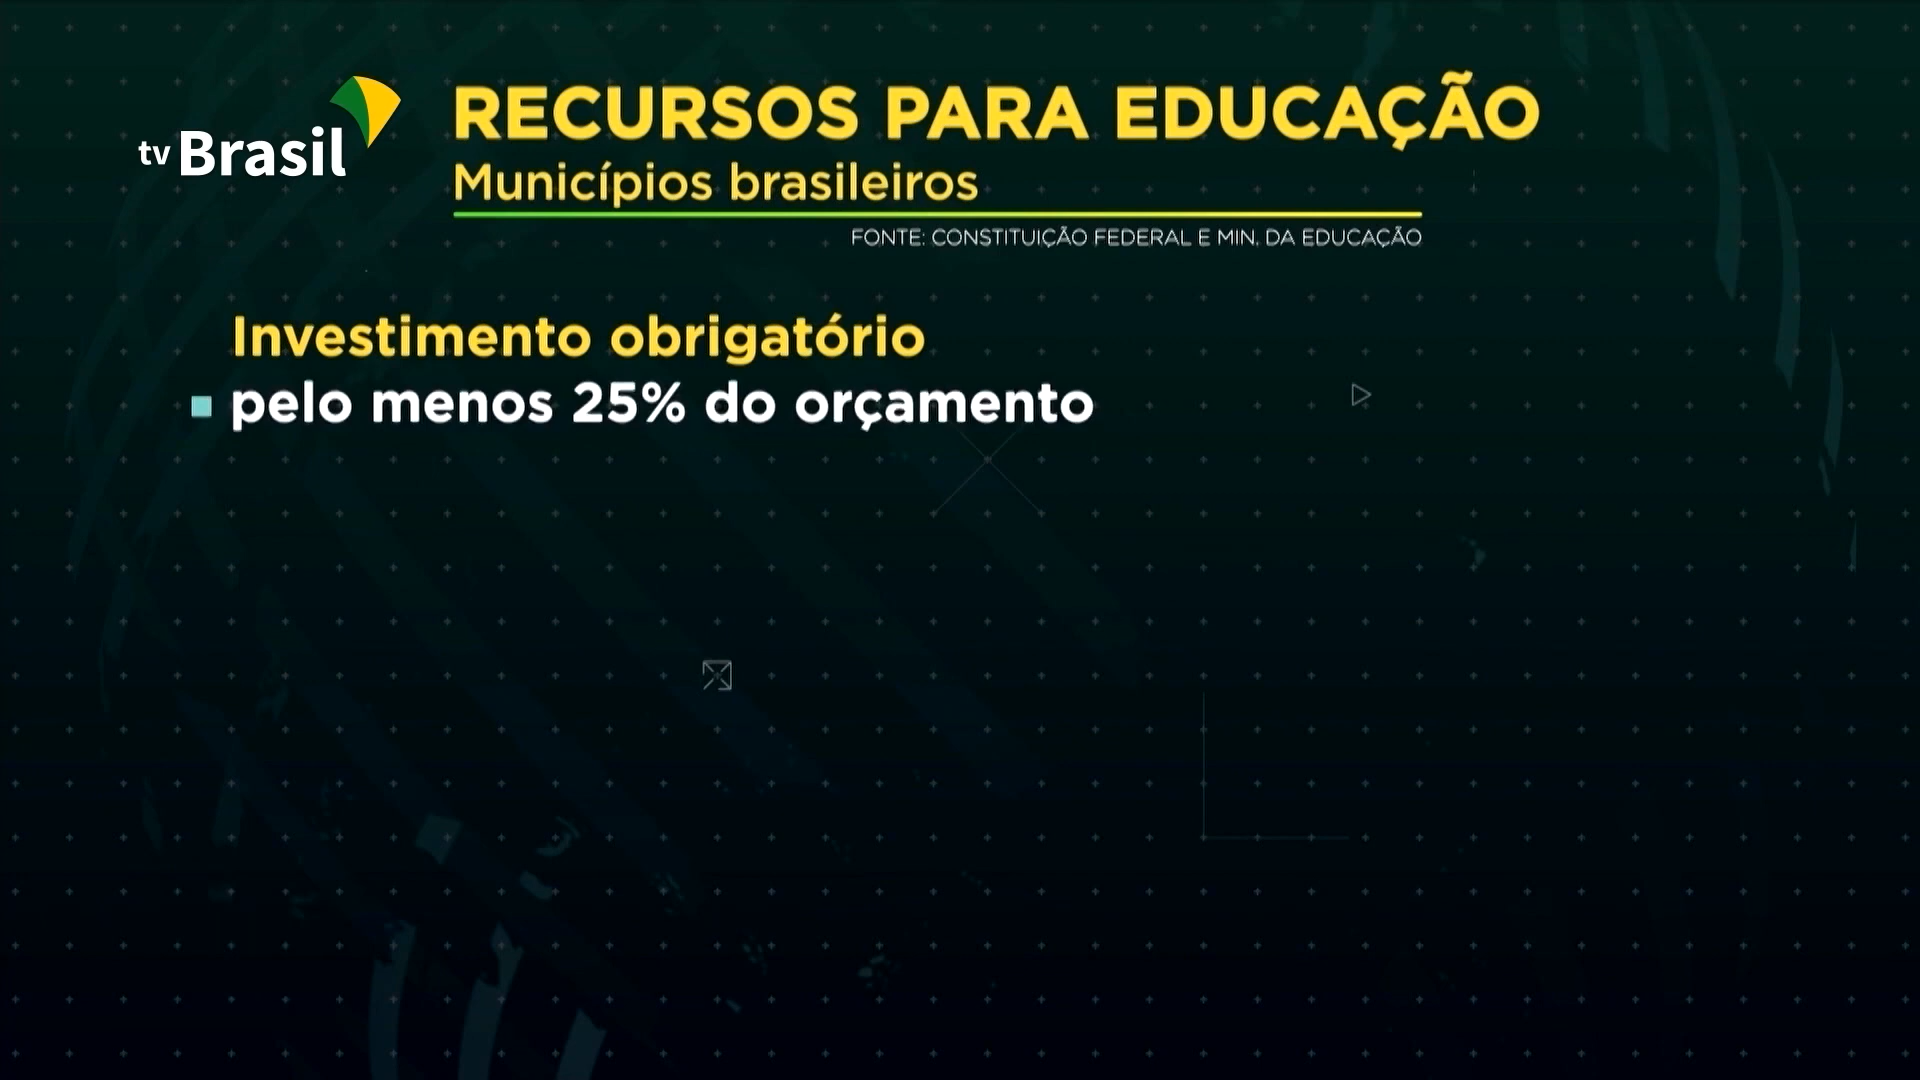 tv Brasil
RECURSOS PARA EDUCAÇÃO
Municípios brasileiros
FONTE: CONSTITUIÇÃO FEDERAL E MIN. DA EDUCAÇÃO
Investimento obrigatório
pelo menos 25% do orçamento